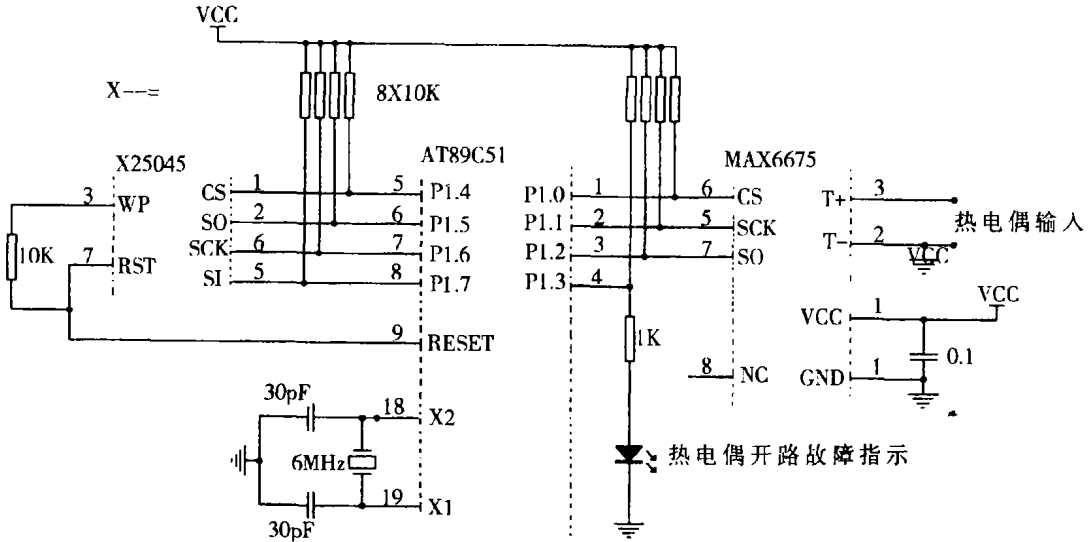 VCC
X--=
8X10K
X25045
AT89C51
MAX6675
3 WP
10K
7 RST
CS 1 5 P1.4
SO 2 6 P1.5
SCK 6 7 P1.6
SI 5 8 P1.7
9 RESET
P1.0 1 6 CS
P1.1 2 5 SCK
P1.2 3 7 SO
P1.3 4
1K
8 NC
T+ 3
热电偶输入
T- 2
VCC
VCC 1 VCC
0.1
GND 1
30pF
18 X2
6MHz
19 X1
30pF
热电偶开路故障指示